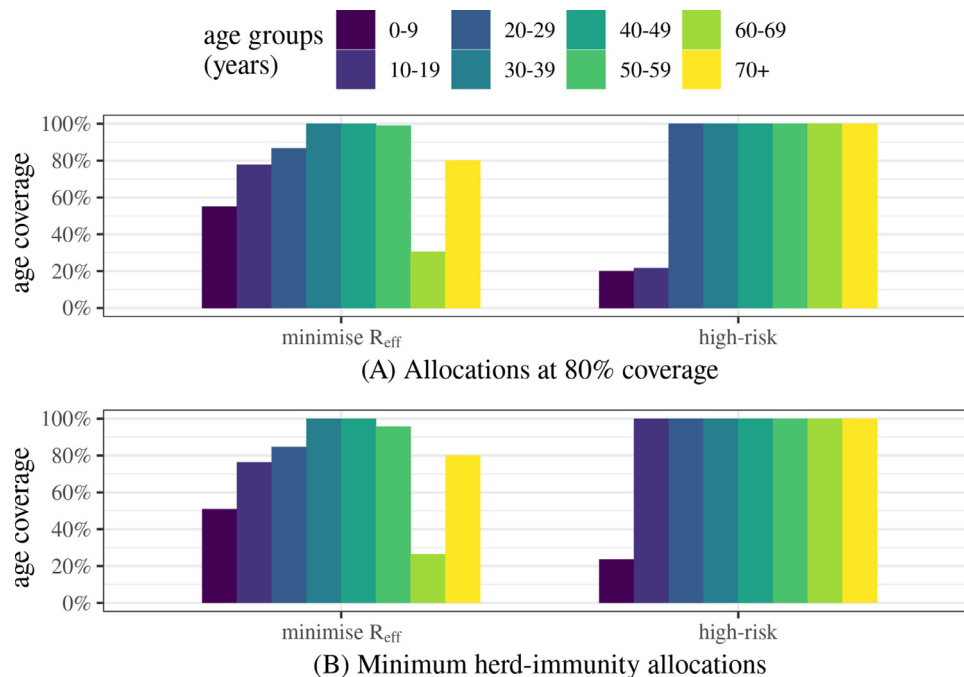 age groups (years)
0-9 20-29 40-49 60-69
10-19 30-39 50-59 70+
age coverage
100%
80%
60%
40%
20%
0%
minimise Reff high-risk
(A) Allocations at 80% coverage
age coverage
100%
80%
60%
40%
20%
0%
minimise Reff high-risk
(B) Minimum herd-immunity allocations